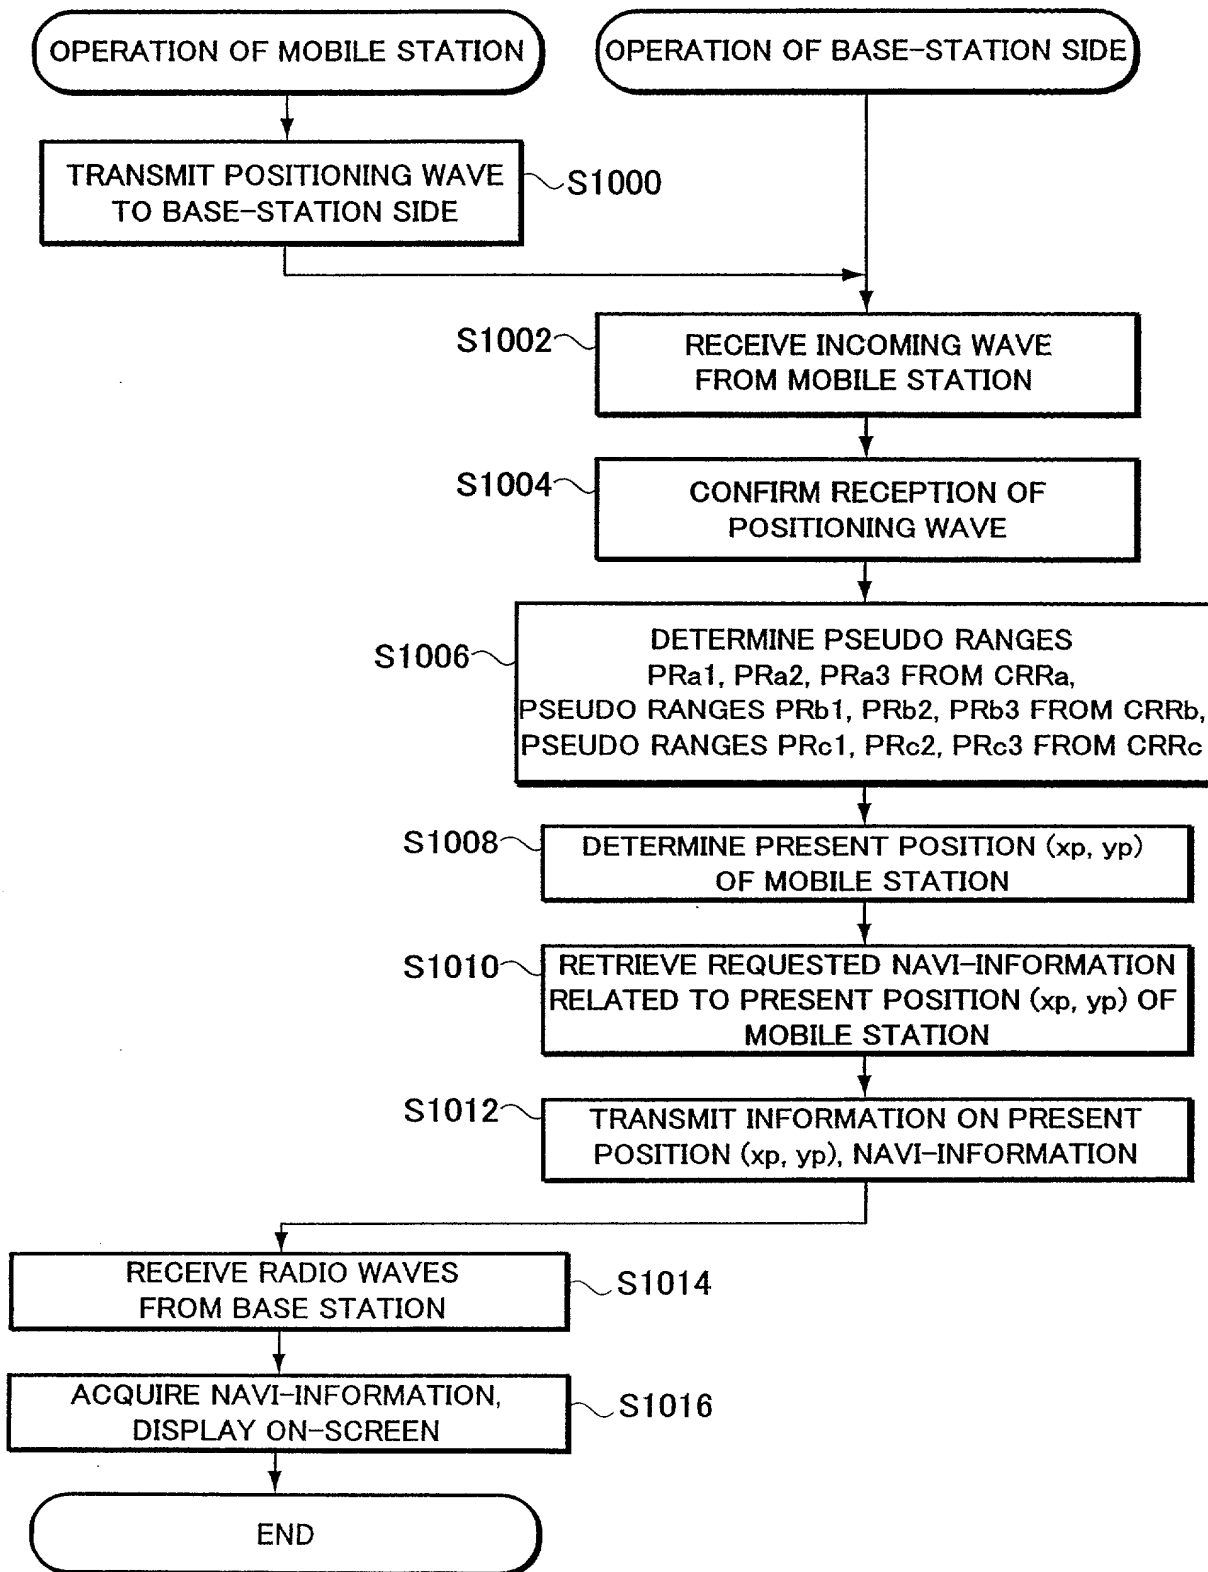 OPERATION OF MOBILE STATION
OPERATION OF BASE-STATION SIDE
TRANSMIT POSITIONING WAVE
TO BASE-STATION SIDE
S1000
S1002
RECEIVE INCOMING WAVE
FROM MOBILE STATION
S1004
CONFIRM RECEPTION OF
POSITIONING WAVE
S1006
DETERMINE PSEUDO RANGES
PRa1, PRa2, PRa3 FROM CRRa,
PSEUDO RANGES PRb1, PRb2, PRb3 FROM CRRb,
PSEUDO RANGES PRc1, PRc2, PRc3 FROM CRRc
S1008
DETERMINE PRESENT POSITION (xp, yp)
OF MOBILE STATION
S1010
RETRIEVE REQUESTED NAVI-INFORMATION
RELATED TO PRESENT POSITION (xp, yp) OF
MOBILE STATION
S1012
TRANSMIT INFORMATION ON PRESENT
POSITION (xp, yp), NAVI-INFORMATION
RECEIVE RADIO WAVES
FROM BASE STATION
S1014
ACQUIRE NAVI-INFORMATION,
DISPLAY ON-SCREEN
S1016
END